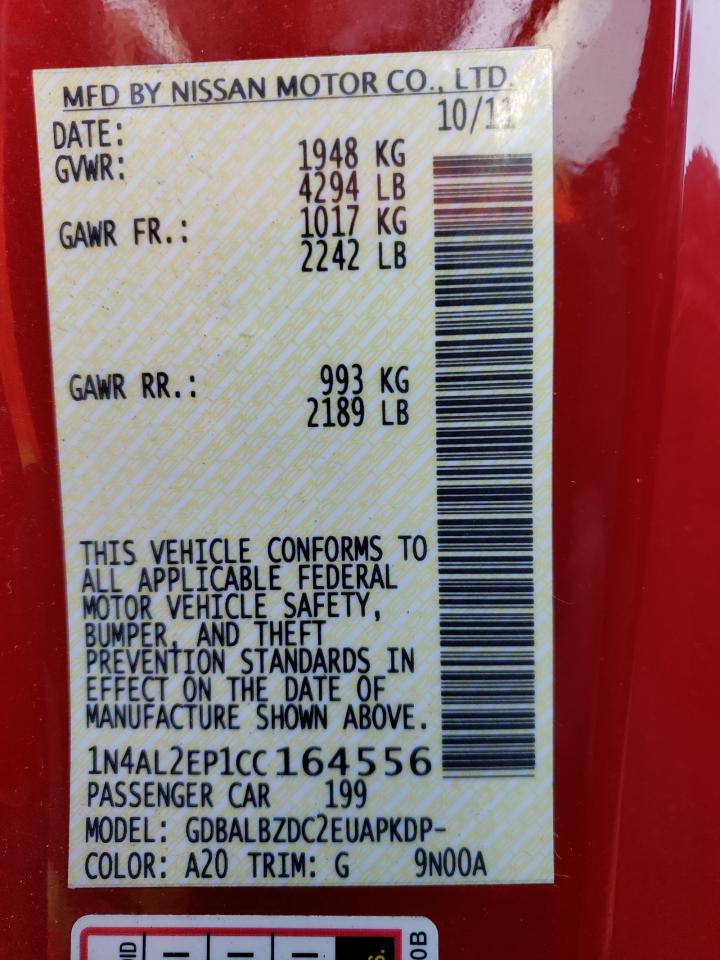 MFD BY NISSAN MOTOR CO., LTD.
DATE: 10/11
GVWR: 1948 KG
4294 LB
GAWR FR.: 1017 KG
2242 LB
GAWR RR.: 993 KG
2189 LB
THIS VEHICLE CONFORMS TO
ALL APPLICABLE FEDERAL
MOTOR VEHICLE SAFETY,
BUMPER, AND THEFT
PREVENTION STANDARDS IN
EFFECT ON THE DATE OF
MANUFACTURE SHOWN ABOVE.
1N4AL2EP1CC164556
PASSENGER CAR 199
MODEL: GDBALBZDC2EUAPKDP-
COLOR: A20 TRIM: G 9N00A